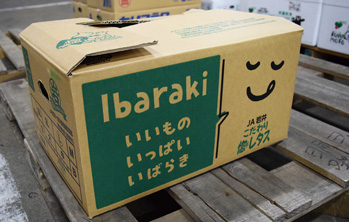 Ibaraki
いいもの
いっぱい
いばらき
JA岩井
こだわり
レタス